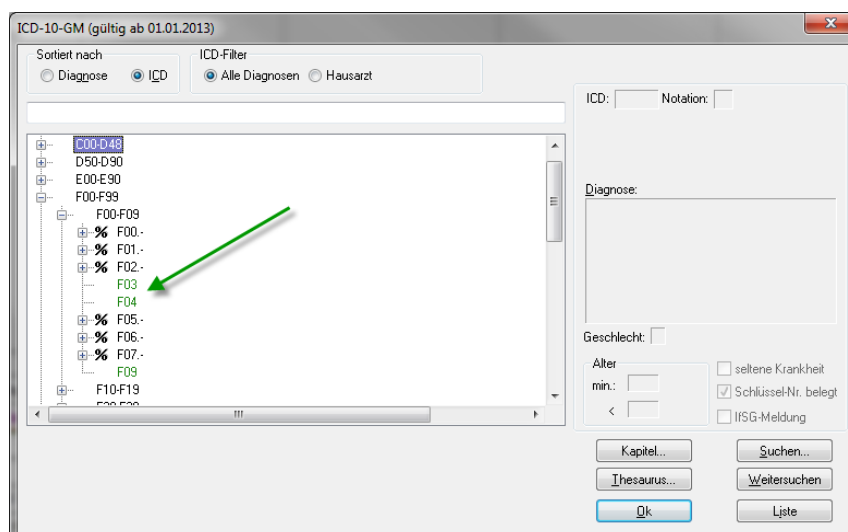 ICD-10-GM (gültig ab 01.01.2013)
Sortiert nach
Diagnose
ICD
ICD-Filter
Alle Diagnosen
Hausarzt
C00-D48
D50-D90
E00-E90
F00-F99
F00-F09
% F00.-
% F01.-
% F02.-
F03
F04
% F05.-
% F06.-
% F07.-
F09
F10-F19
ICD:
Notation:
Diagnose:
Geschlecht:
Alter
min.:
<
seltene Krankheit
Schlüssel-Nr. belegt
IfSG-Meldung
Kapitel...
Suchen...
Thesaurus...
Weitersuchen
Ok
Liste